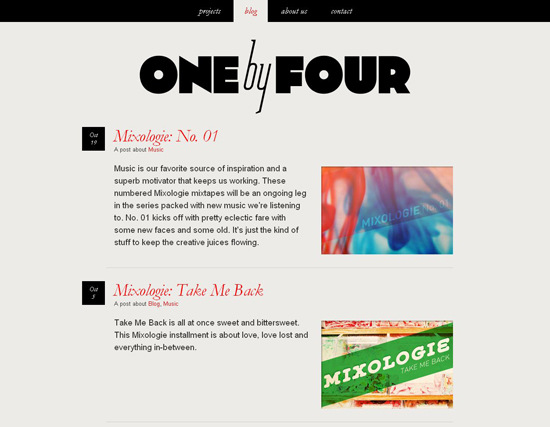 projects blog about us contact
ONE by FOUR
Oct 19
Mixologie: No. 01
A post about Music
Music is our favorite source of inspiration and a
superb motivator that keeps us working. These
numbered Mixologie mixtapes will be an ongoing leg
in the series packed with new music we're listening
to. No. 01 kicks off with pretty eclectic fare with
some new faces and some old. It's just the kind of
stuff to keep the creative juices flowing.
MIXOLOGIE No. 01
Oct 5
Mixologie: Take Me Back
A post about Blog, Music
Take Me Back is all at once sweet and bittersweet.
This Mixologie installment is about love, love lost and
everything in-between.
MIXOLOGIE
TAKE ME BACK